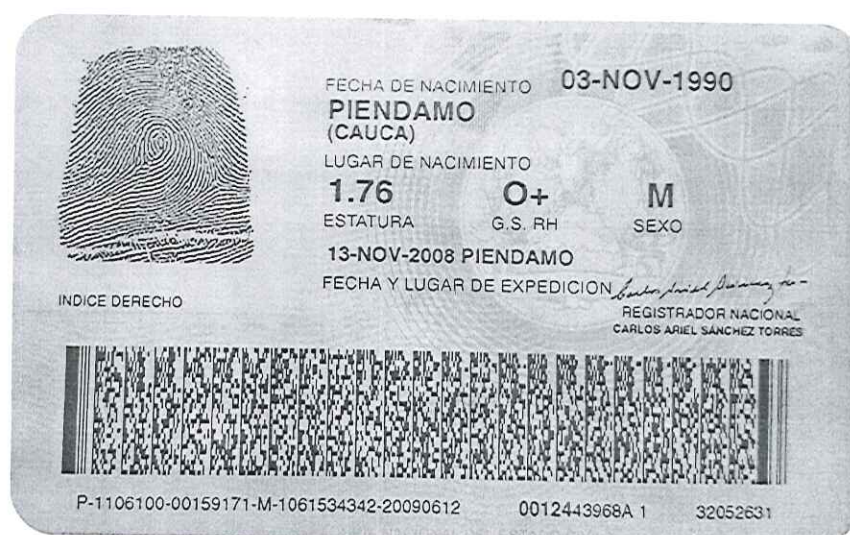 FECHA DE NACIMIENTO 03-NOV-1990
PIENDAMO
(CAUCA)
LUGAR DE NACIMIENTO
1.76 O+ M
ESTATURA G.S. RH SEXO
13-NOV-2008 PIENDAMO
FECHA Y LUGAR DE EXPEDICION
INDICE DERECHO
REGISTRADOR NACIONAL
CARLOS ARIEL SANCHEZ TORRES
P-1106100-00159171-M-1061534342-20090612 0012443968A 1 32052631